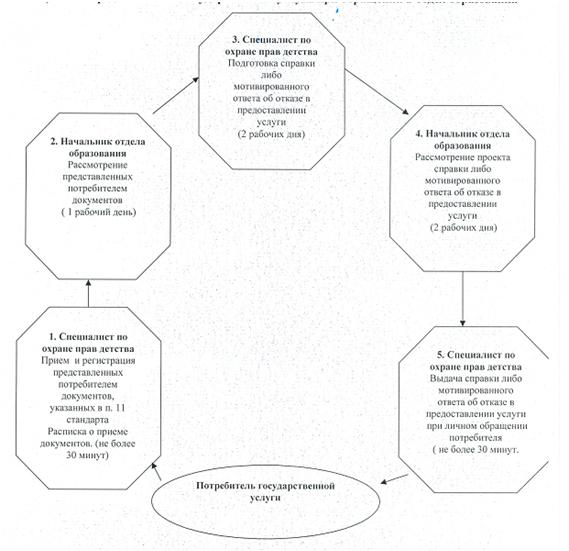 3. Специалист по
охране прав детства
Подготовка справки
либо
мотивированного
ответа об отказе в
предоставлении
услуги
(2 рабочих дня)
2. Начальник отдела
образования
Рассмотрение
представленных
потребителем
документов
( 1 рабочий день)
4. Начальник отдела
образования
Рассмотрение проекта
справки либо
мотивированного
ответа об отказе в
предоставлении
услуги
(2 рабочих дня)
1. Специалист по
охране прав детства
Прием и регистрация
представленных
потребителем
документов,
указанных в п. 11
стандарта
Расписка о приеме
документов. (не более
30 минут)
5. Специалист по
охране прав детства
Выдача справки либо
мотивированного
ответа об отказе в
предоставлении услуги
при личном обращении
потребителя
( не более 30 минут.
Потребитель государственной
услуги